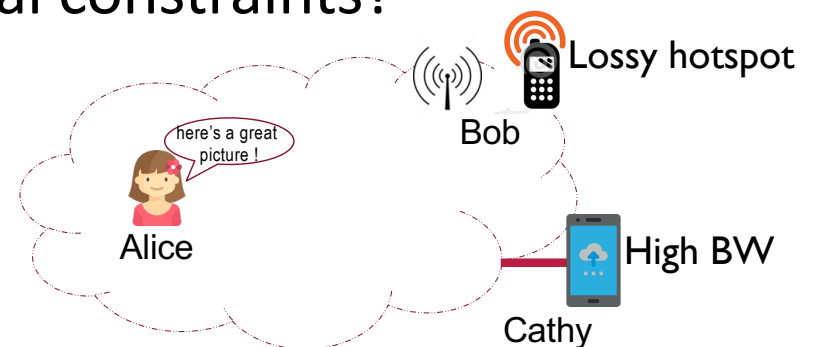 al constraints?
Lossy hotspot
Bob
here's a great
picture !
Alice
High BW
Cathy